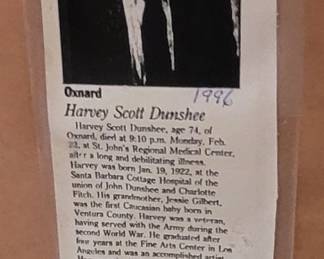 Oxnard
1996
Harvey Scott Dunshee
Harvey Scott Dunshee, age 74, of
Oxnard, died at 9:10 p.m. Monday, Feb.
22, at St. John's Regional Medical Center,
after a long and debilitating illness.
Harvey was born Jan. 19, 1922, at the
Santa Barbara Cottage Hospital of the
union of John Dunshee and Charlotte
Fitch. His grandmother, Jessie Gilbert,
was the first Caucasian baby born in
Ventura County. Harvey was a veteran,
having served with the Army during the
second World War. He graduated after
four years at the Fine Arts Center in Los
Angeles and was an accomplished artist.